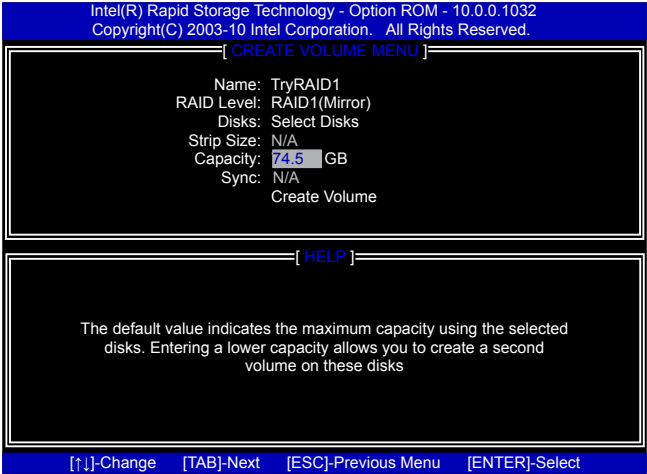 Intel(R) Rapid Storage Technology - Option ROM - 10.0.0.1032
Copyright(C) 2003-10 Intel Corporation. All Rights Reserved.
[ CREATE VOLUME MENU ]
Name: TryRAID1
RAID Level: RAID1(Mirror)
Disks: Select Disks
Strip Size: N/A
Capacity: 74.5 GB
Sync: N/A
Create Volume
[ HELP ]
The default value indicates the maximum capacity using the selected
disks. Entering a lower capacity allows you to create a second
volume on these disks
[↑↓]-Change [TAB]-Next [ESC]-Previous Menu [ENTER]-Select